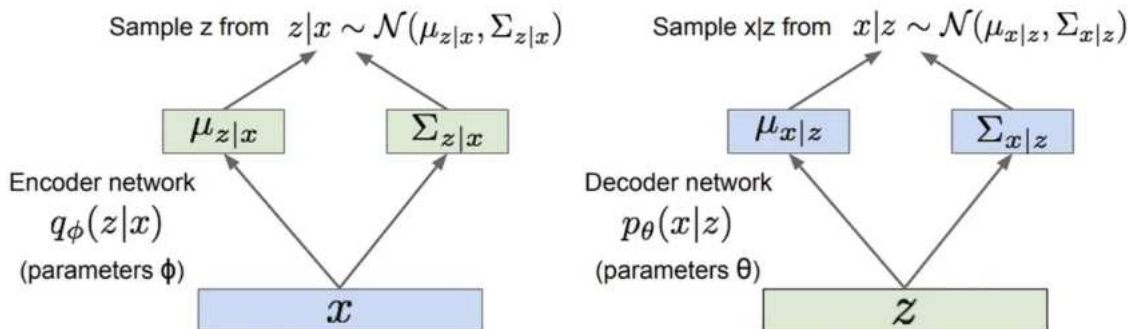 Sample z from z|x ∼ 𝒩(μ_{z|x}, Σ_{z|x})
μ_{z|x}
Σ_{z|x}
Encoder network
q_ϕ(z|x)
(parameters ϕ)
x
Sample x|z from x|z ∼ 𝒩(μ_{x|z}, Σ_{x|z})
μ_{x|z}
Σ_{x|z}
Decoder network
p_θ(x|z)
(parameters θ)
z